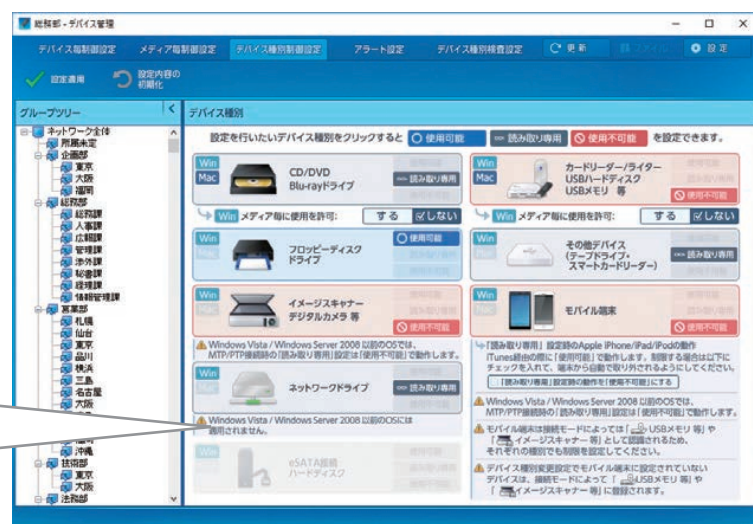 総務部 - デバイス管理
デバイス毎制御設定 メディア毎制御設定 デバイス種別制御設定 アラート設定 デバイス種別検査設定 更新 設定
設定適用 設定内容の
初期化
グループツリー
ネットワーク全体
所属未定
企画部
東京
大阪
福岡
総務部
総務課
人事課
広報課
管理課
渉外課
秘書課
経理課
情報管理課
営業部
札幌
仙台
東京
品川
横浜
三島
名古屋
大阪
沖縄
技術部
東京
大阪
法務部
デバイス種別
設定を行いたいデバイス種別をクリックすると 使用可能 読み取り専用 使用不可能 を設定できます。
Win
Mac
CD/DVD
Blu-rayドライブ
読み取り専用
Win メディア毎に使用を許可: する しない
Win
フロッピーディスク
ドライブ
使用可能
Win
イメージスキャナー
デジタルカメラ 等
使用不可能
Windows Vista / Windows Server 2008 以前のOSでは、
MTP/PTP接続時の「読み取り専用」設定は「使用不可能」で動作します。
Win
ネットワークドライブ
読み取り専用
Windows Vista / Windows Server 2008 以前のOSには
適用されません。
Win
eSATA接続
ハードディスク
Win
Mac
カードリーダー/ライター
USBハードディスク
USBメモリ 等
使用不可能
Win メディア毎に使用を許可: する しない
Win
その他デバイス
(テープドライブ・
スマートカードリーダー)
読み取り専用
Win
モバイル端末
使用不可能
「読み取り専用」設定時のApple iPhone/iPad/iPodの動作
iTunes経由の際に「使用可能」で動作します。制限する場合は以下に
チェックを入れて、端末から自動で取り外されるようにしてください。
「読み取り専用」設定時の動作を「使用不可能」にする
Windows Vista / Windows Server 2008 以前のOSでは、
MTP/PTP接続時の「読み取り専用」設定は「使用不可能」で動作します。
モバイル端末は接続モードによっては「USBメモリ 等」や
「イメージスキャナー 等」として認識されるため、
それぞれの種別でも制限を設定してください。
デバイス種別変更設定でモバイル端末に設定されていない
デバイスは、接続モードによって「USBメモリ 等」や
「イメージスキャナー 等」に登録されます。